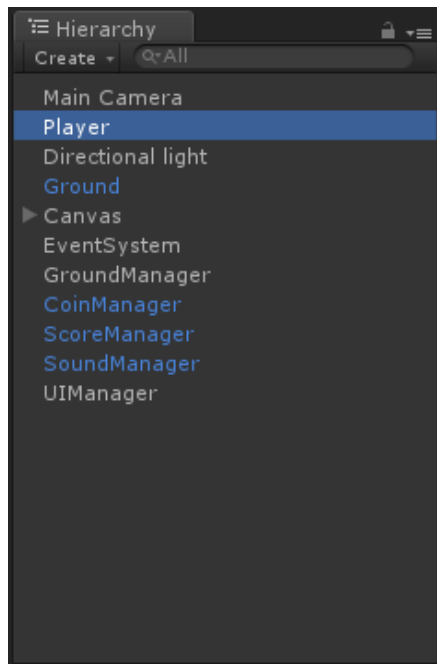 Hierarchy
Create All
Main Camera
Player
Directional light
Ground
Canvas
EventSystem
GroundManager
CoinManager
ScoreManager
SoundManager
UIManager